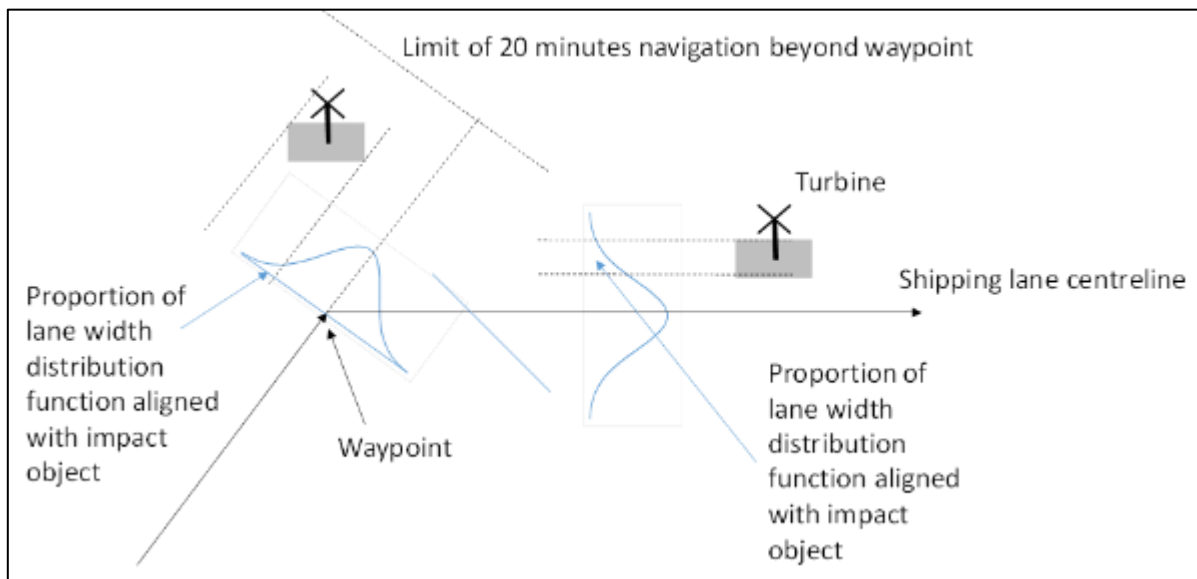 Limit of 20 minutes navigation beyond waypoint
Turbine
Shipping lane centreline
Proportion of
lane width
distribution
function aligned
with impact
object
Waypoint
Proportion of
lane width
distribution
function aligned
with impact
object